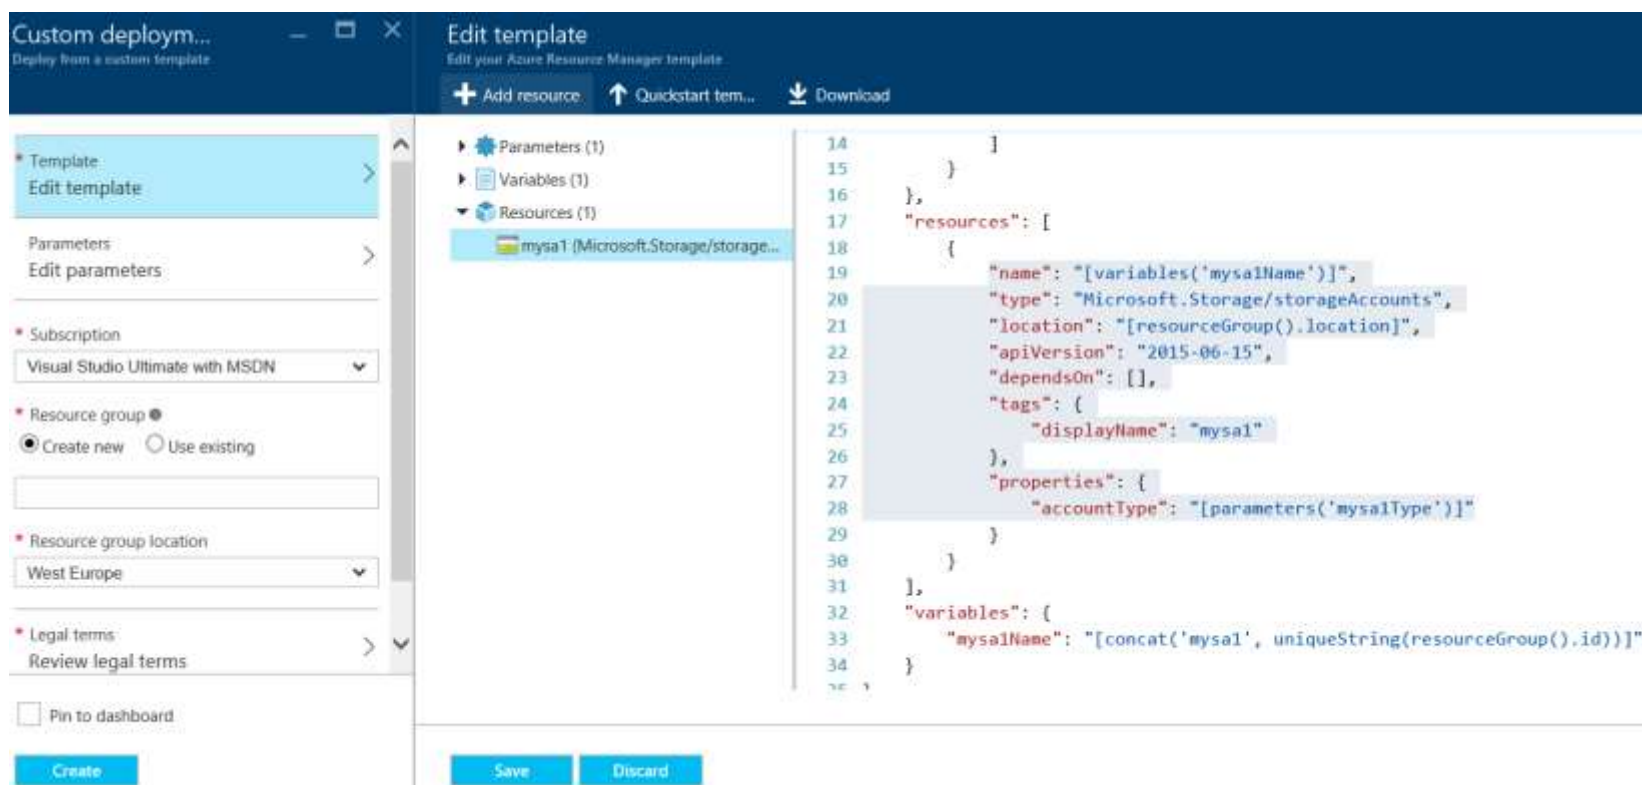 Custom deploym...
Deploy from a custom template
* Template
Edit template
Parameters
Edit parameters
* Subscription
Visual Studio Ultimate with MSDN
* Resource group
Create new Use existing
* Resource group location
West Europe
* Legal terms
Review legal terms
Pin to dashboard
Create
Edit template
Edit your Azure Resource Manager template
Add resource Quickstart tem... Download
Parameters (1)
Variables (1)
Resources (1)
mysa1 (Microsoft.Storage/storage...
14 ]
15 }
16 },
17 "resources": [
18 {
19 "name": "[variables('mysa1Name')]",
20 "type": "Microsoft.Storage/storageAccounts",
21 "location": "[resourceGroup().location]",
22 "apiVersion": "2015-06-15",
23 "dependsOn": [],
24 "tags": {
25 "displayName": "mysa1"
26 },
27 "properties": {
28 "accountType": "[parameters('mysa1Type')]"
29 }
30 }
31 ],
32 "variables": {
33 "mysa1Name": "[concat('mysa1', uniqueString(resourceGroup().id))]"
34 }
Save Discard